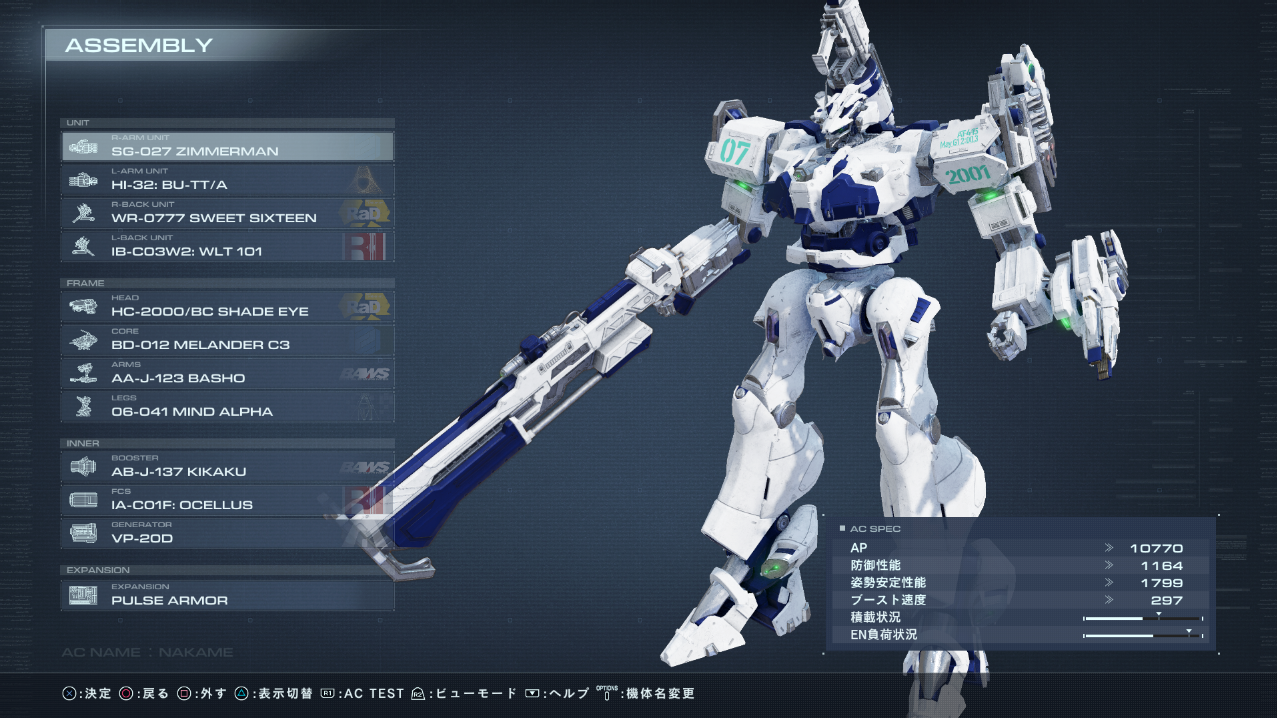 ASSEMBLY
UNIT
R-ARM UNIT
SG-027 ZIMMERMAN
L-ARM UNIT
HI-32: BU-TT/A
R-BACK UNIT
WR-0777 SWEET SIXTEEN
RaD
L-BACK UNIT
IB-C03W2: WLT 101
FRAME
HEAD
HC-2000/BC SHADE EYE
RaD
CORE
BD-012 MELANDER C3
ARMS
AA-J-123 BASHO
BAWS
LEGS
06-041 MIND ALPHA
INNER
BOOSTER
AB-J-137 KIKAKU
BAWS
FCS
IA-C01F: OCELLUS
GENERATOR
VP-20D
EXPANSION
EXPANSION
PULSE ARMOR
AC NAME : NAKAME
07
2001
AC SPEC
AP 10770
防御性能 1164
姿勢安定性能 1799
ブースト速度 297
積載状況
EN負荷状況
:決定 :戻る :外す :表示切替 R1:AC TEST R2:ビューモード :ヘルプ OPTIONS:機体名変更